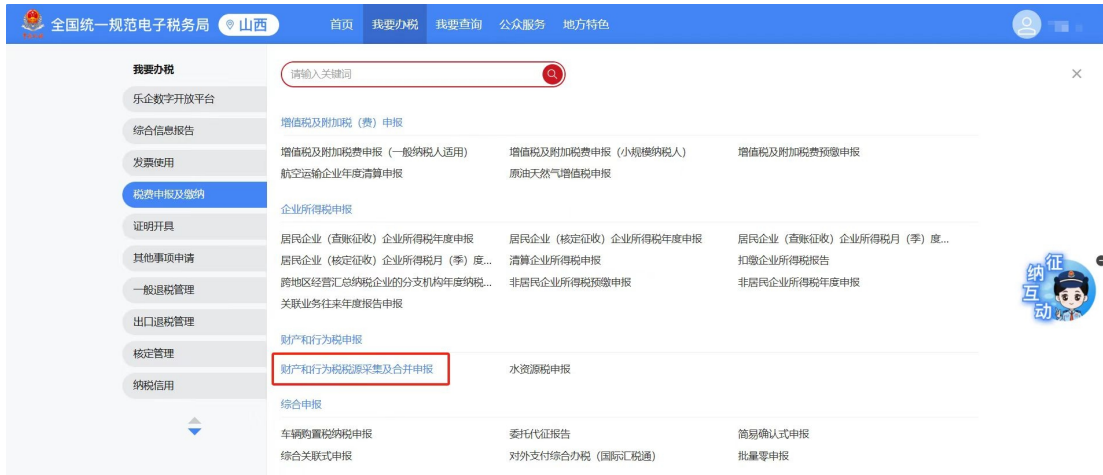 全国统一规范电子税务局 山西 首页 我要办税 我要查询 公众服务 地方特色
我要办税
乐企数字开放平台
综合信息报告
发票使用
税费申报及缴纳
证明开具
其他事项申请
一般退税管理
出口退税管理
核定管理
纳税信用
请输入关键词
增值税及附加税（费）申报
增值税及附加税费申报（一般纳税人适用） 增值税及附加税费申报（小规模纳税人） 增值税及附加税费预缴申报
航空运输企业年度清算申报 原油天然气增值税申报
企业所得税申报
居民企业（查账征收）企业所得税年度申报 居民企业（核定征收）企业所得税年度申报 居民企业（查账征收）企业所得税月（季）度...
居民企业（核定征收）企业所得税月（季）度... 清算企业所得税申报 扣缴企业所得税报告
跨地区经营汇总纳税企业的分支机构年度纳税... 非居民企业所得税预缴申报 非居民企业所得税年度申报
关联业务往来年度报告申报
财产和行为税申报
财产和行为税税源采集及合并申报 水资源税申报
综合申报
车辆购置税纳税申报 委托代征报告 简易确认式申报
综合关联式申报 对外支付综合办税（国际汇税通） 批量零申报
征纳互动